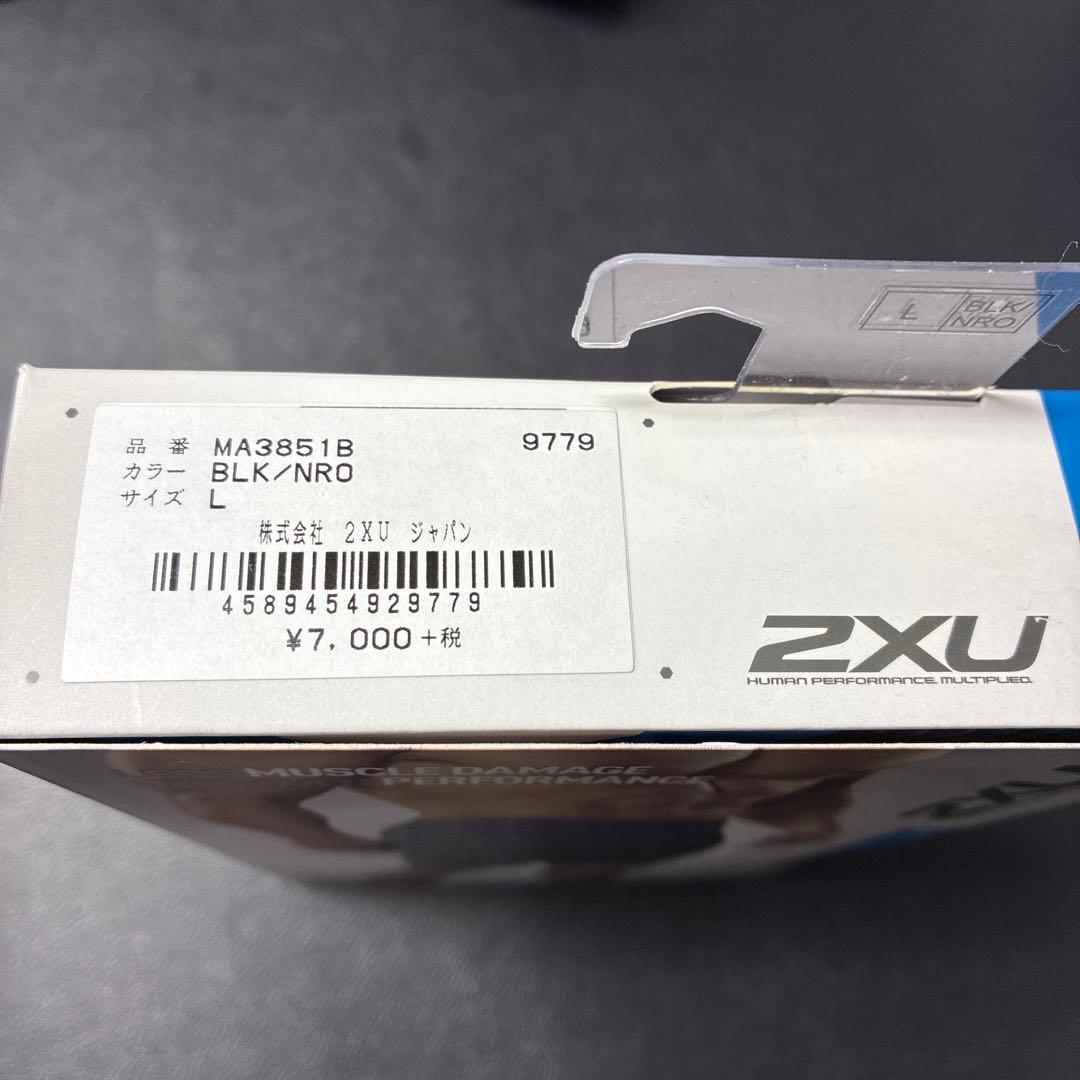 L BLK/
NRO
品番 MA3851B 9779
カラー BLK/NRO
サイズ L
株式会社 2XU ジャパン
4589454929779
¥7,000+税
2XU
HUMAN PERFORMANCE. MULTIPLIED.
MUSCLE DAMAGE
PERFORMANCE
2XU